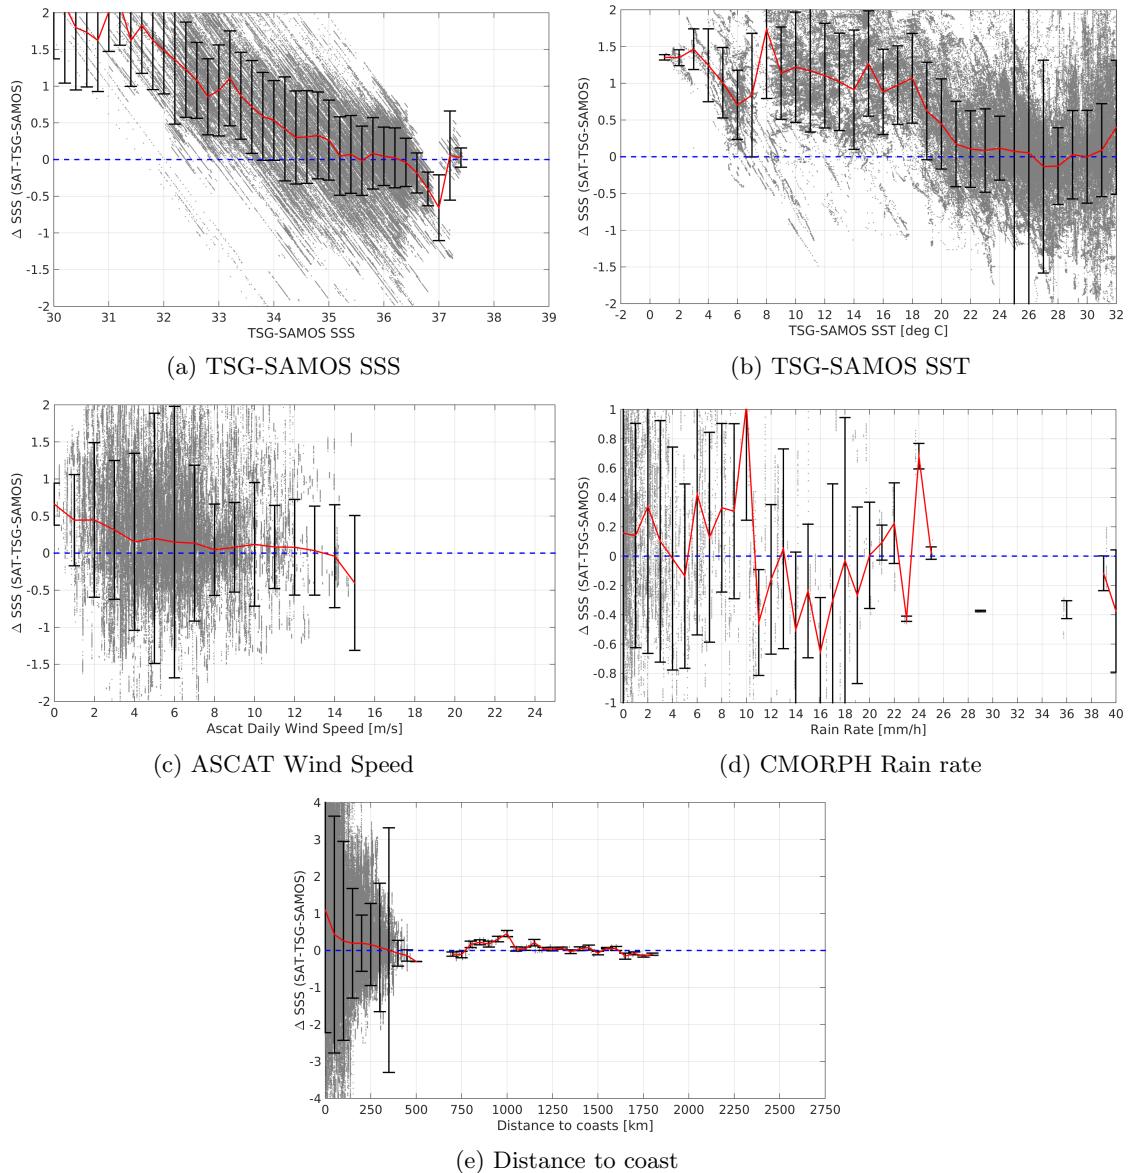 2
1.5
1
0.5
0
-0.5
-1
-1.5
-2
Δ SSS (SAT-TSG-SAMOS)
30 31 32 33 34 35 36 37 38 39
TSG-SAMOS SSS
(a) TSG-SAMOS SSS
2
1.5
1
0.5
0
-0.5
-1
-1.5
-2
Δ SSS (SAT-TSG-SAMOS)
-2 0 2 4 6 8 10 12 14 16 18 20 22 24 26 28 30 32
TSG-SAMOS SST [deg C]
(b) TSG-SAMOS SST
2
1.5
1
0.5
0
-0.5
-1
-1.5
-2
Δ SSS (SAT-TSG-SAMOS)
0 2 4 6 8 10 12 14 16 18 20 22 24
Ascat Daily Wind Speed [m/s]
(c) ASCAT Wind Speed
1
0.8
0.6
0.4
0.2
0
-0.2
-0.4
-0.6
-0.8
-1
Δ SSS (SAT-TSG-SAMOS)
0 2 4 6 8 10 12 14 16 18 20 22 24 26 28 30 32 34 36 38 40
Rain Rate [mm/h]
(d) CMORPH Rain rate
4
3
2
1
0
-1
-2
-3
-4
Δ SSS (SAT-TSG-SAMOS)
0 250 500 750 1000 1250 1500 1750 2000 2250 2500 2750
Distance to coasts [km]
(e) Distance to coast